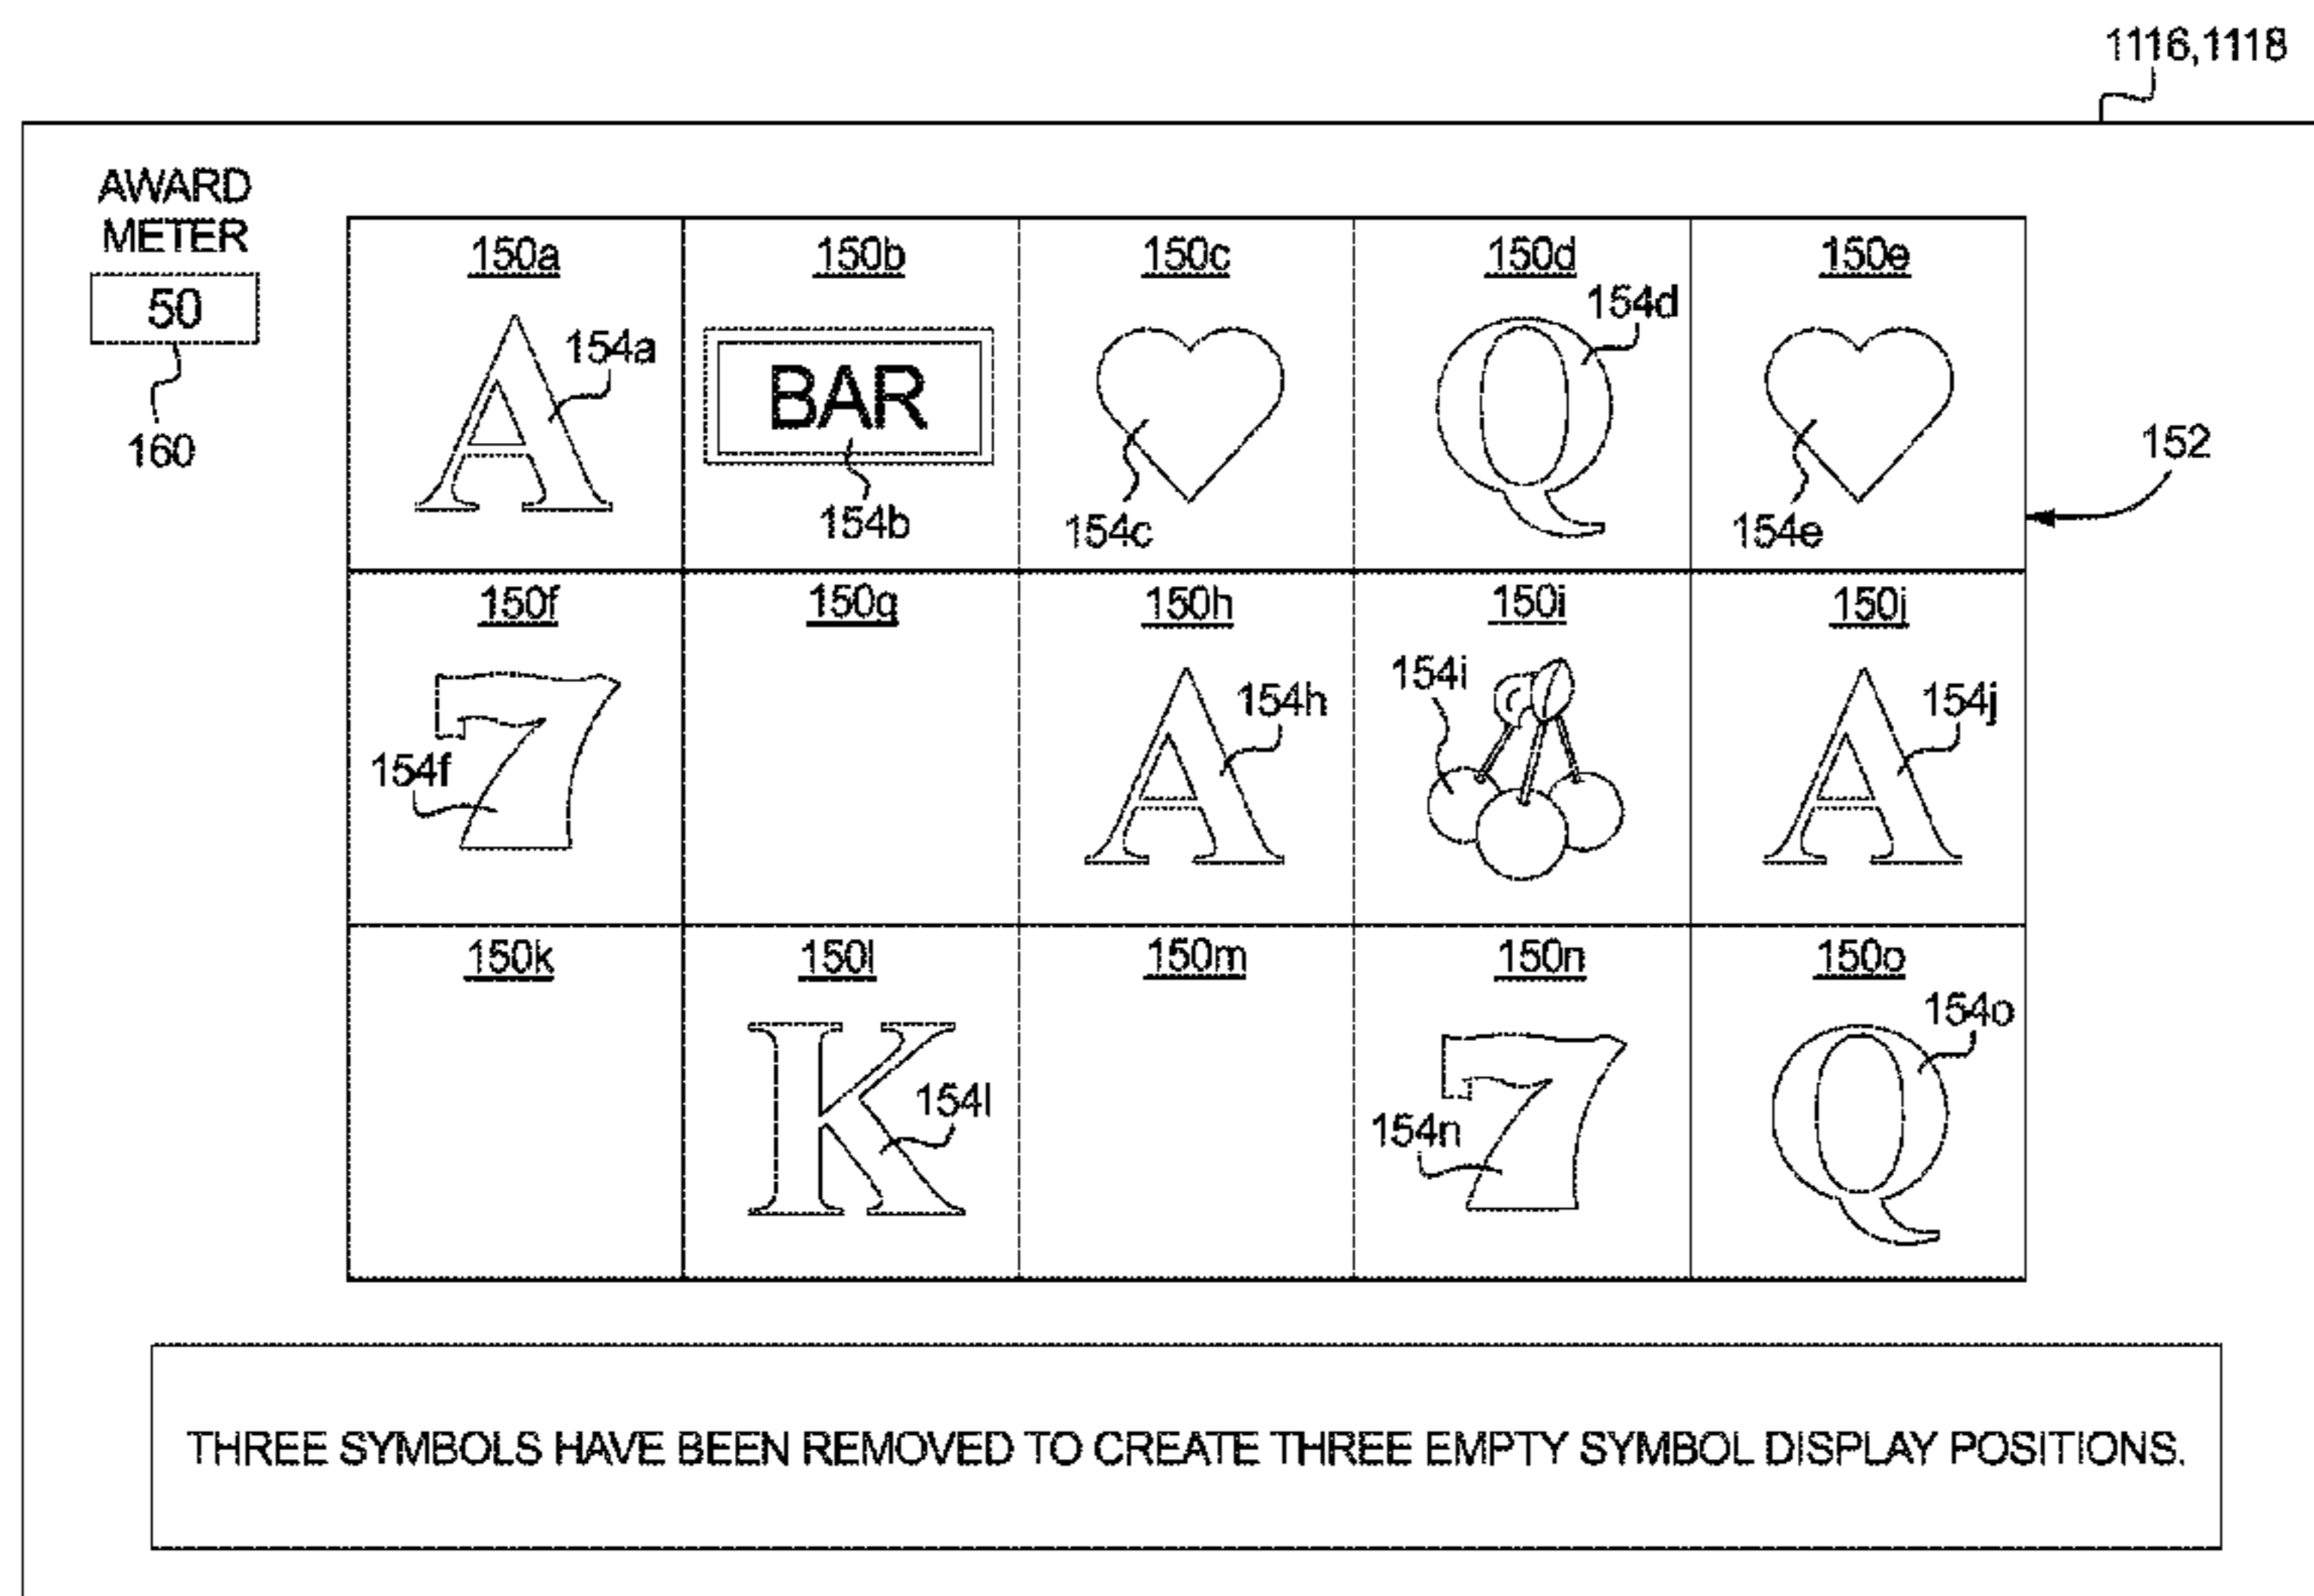 1116,1118
AWARD
METER
50
160
150a 150b 150c 150d 150e
154a BAR 154b 154c Q 154d 154e
A
152
150f 150g 150h 150i 150j
7 154f A 154h 154i A 154j
150k 150l 150m 150n 150o
K 154l 7 154n Q 154o
THREE SYMBOLS HAVE BEEN REMOVED TO CREATE THREE EMPTY SYMBOL DISPLAY POSITIONS.